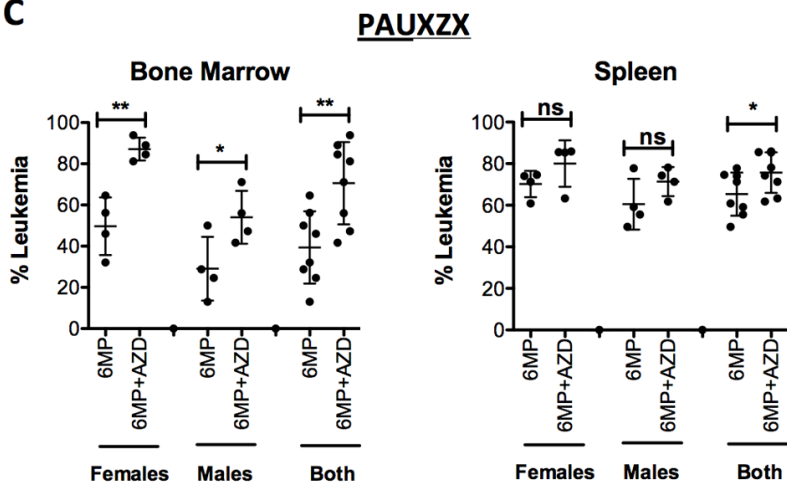 C
PAUXZX
Bone Marrow
% Leukemia
100
80
60
40
20
0
**
*
**
6MP
6MP+AZD
6MP
6MP+AZD
6MP
6MP+AZD
Females
Males
Both
Spleen
% Leukemia
100
80
60
40
20
0
ns
ns
*
6MP
6MP+AZD
6MP
6MP+AZD
6MP
6MP+AZD
Females
Males
Both